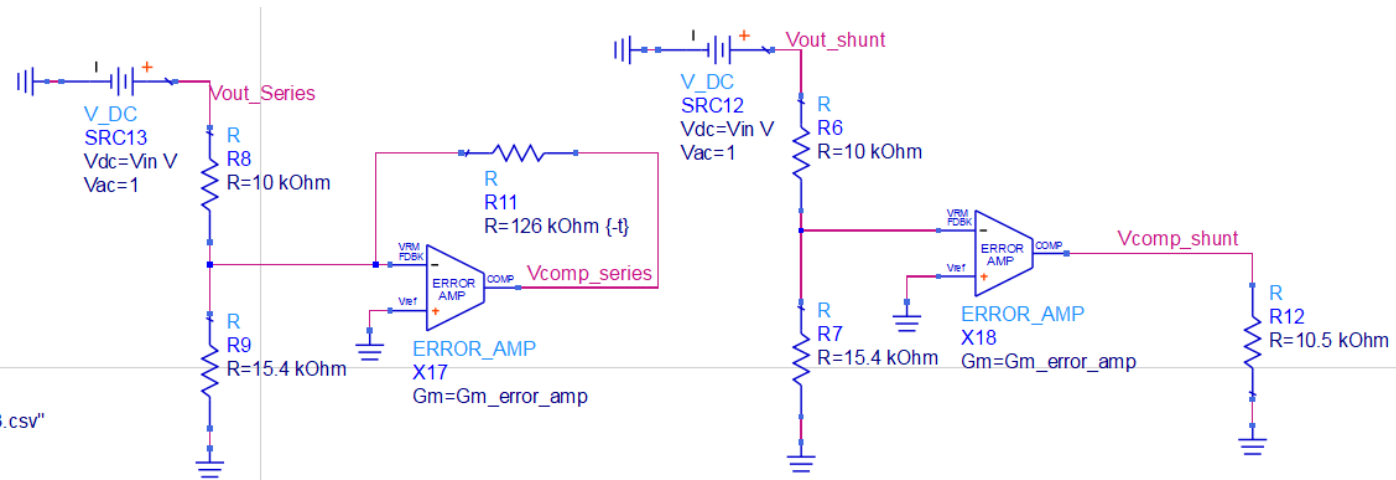 Vout_Series
V_DC
SRC13
Vdc=Vin V
Vac=1
R
R8
R=10 kOhm
R
R11
R=126 kOhm {-t}
VRM
FDBK
ERROR
AMP
COMP
Vref
Vcomp_series
R
R9
R=15.4 kOhm
ERROR_AMP
X17
Gm=Gm_error_amp
.csv"
Vout_shunt
V_DC
SRC12
Vdc=Vin V
Vac=1
R
R6
R=10 kOhm
VRM
FDBK
ERROR
AMP
COMP
Vref
Vcomp_shunt
R
R7
R=15.4 kOhm
ERROR_AMP
X18
Gm=Gm_error_amp
R
R12
R=10.5 kOhm